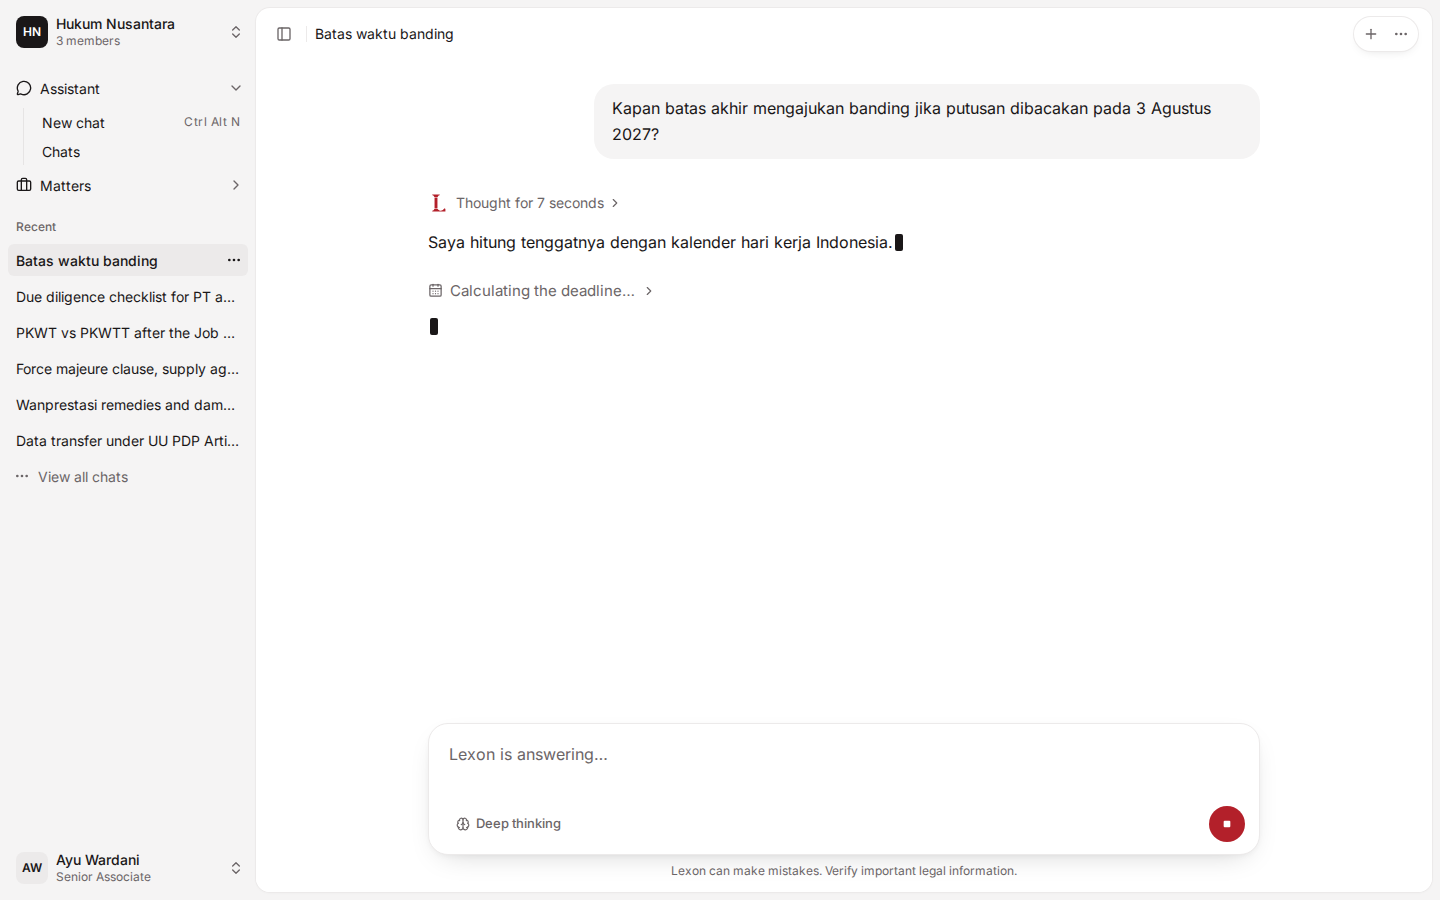 HN
Hukum Nusantara
3 members
Assistant
New chat
Ctrl Alt N
Chats
Matters
Recent
Batas waktu banding
Due diligence checklist for PT a...
PKWT vs PKWTT after the Job ...
Force majeure clause, supply ag...
Wanprestasi remedies and dam...
Data transfer under UU PDP Arti...
View all chats
AW
Ayu Wardani
Senior Associate
Batas waktu banding
Kapan batas akhir mengajukan banding jika putusan dibacakan pada 3 Agustus
2027?
L
Thought for 7 seconds
Saya hitung tenggatnya dengan kalender hari kerja Indonesia.
Calculating the deadline...
Lexon is answering...
Deep thinking
Lexon can make mistakes. Verify important legal information.